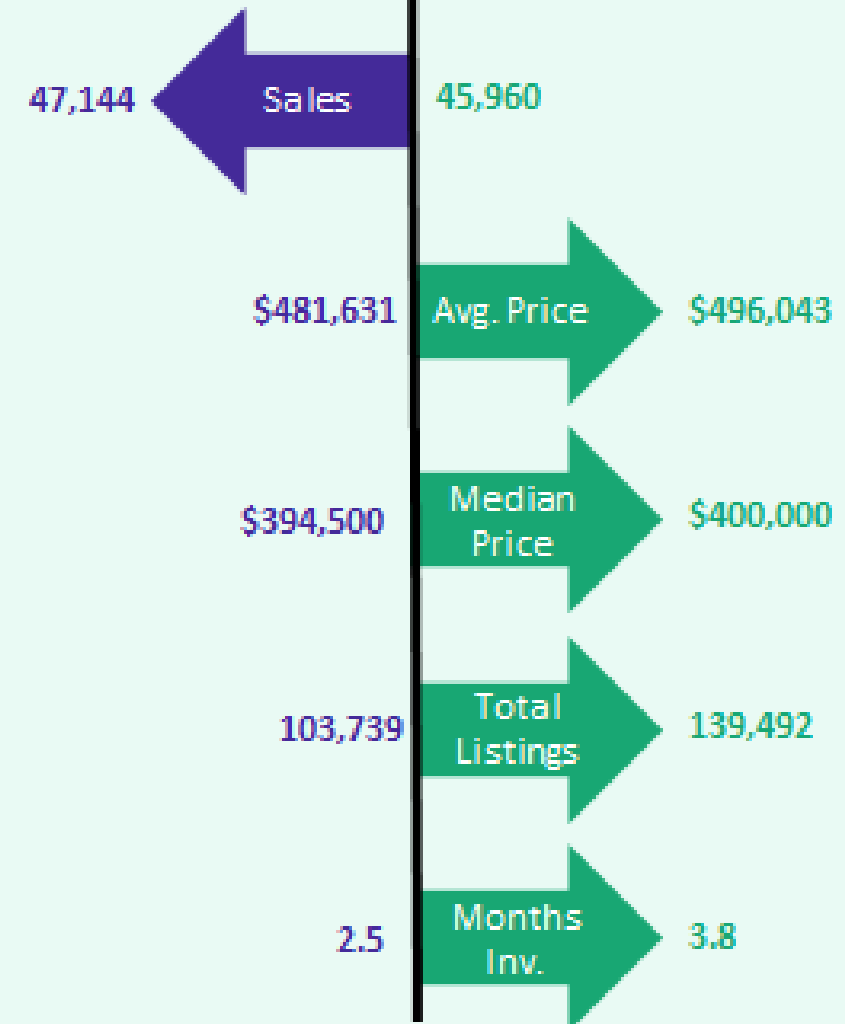 47,144 Sales 45,960
$481,631 Avg. Price $496,043
$394,500 Median Price $400,000
103,739 Total Listings 139,492
2.5 Months Inv. 3.8